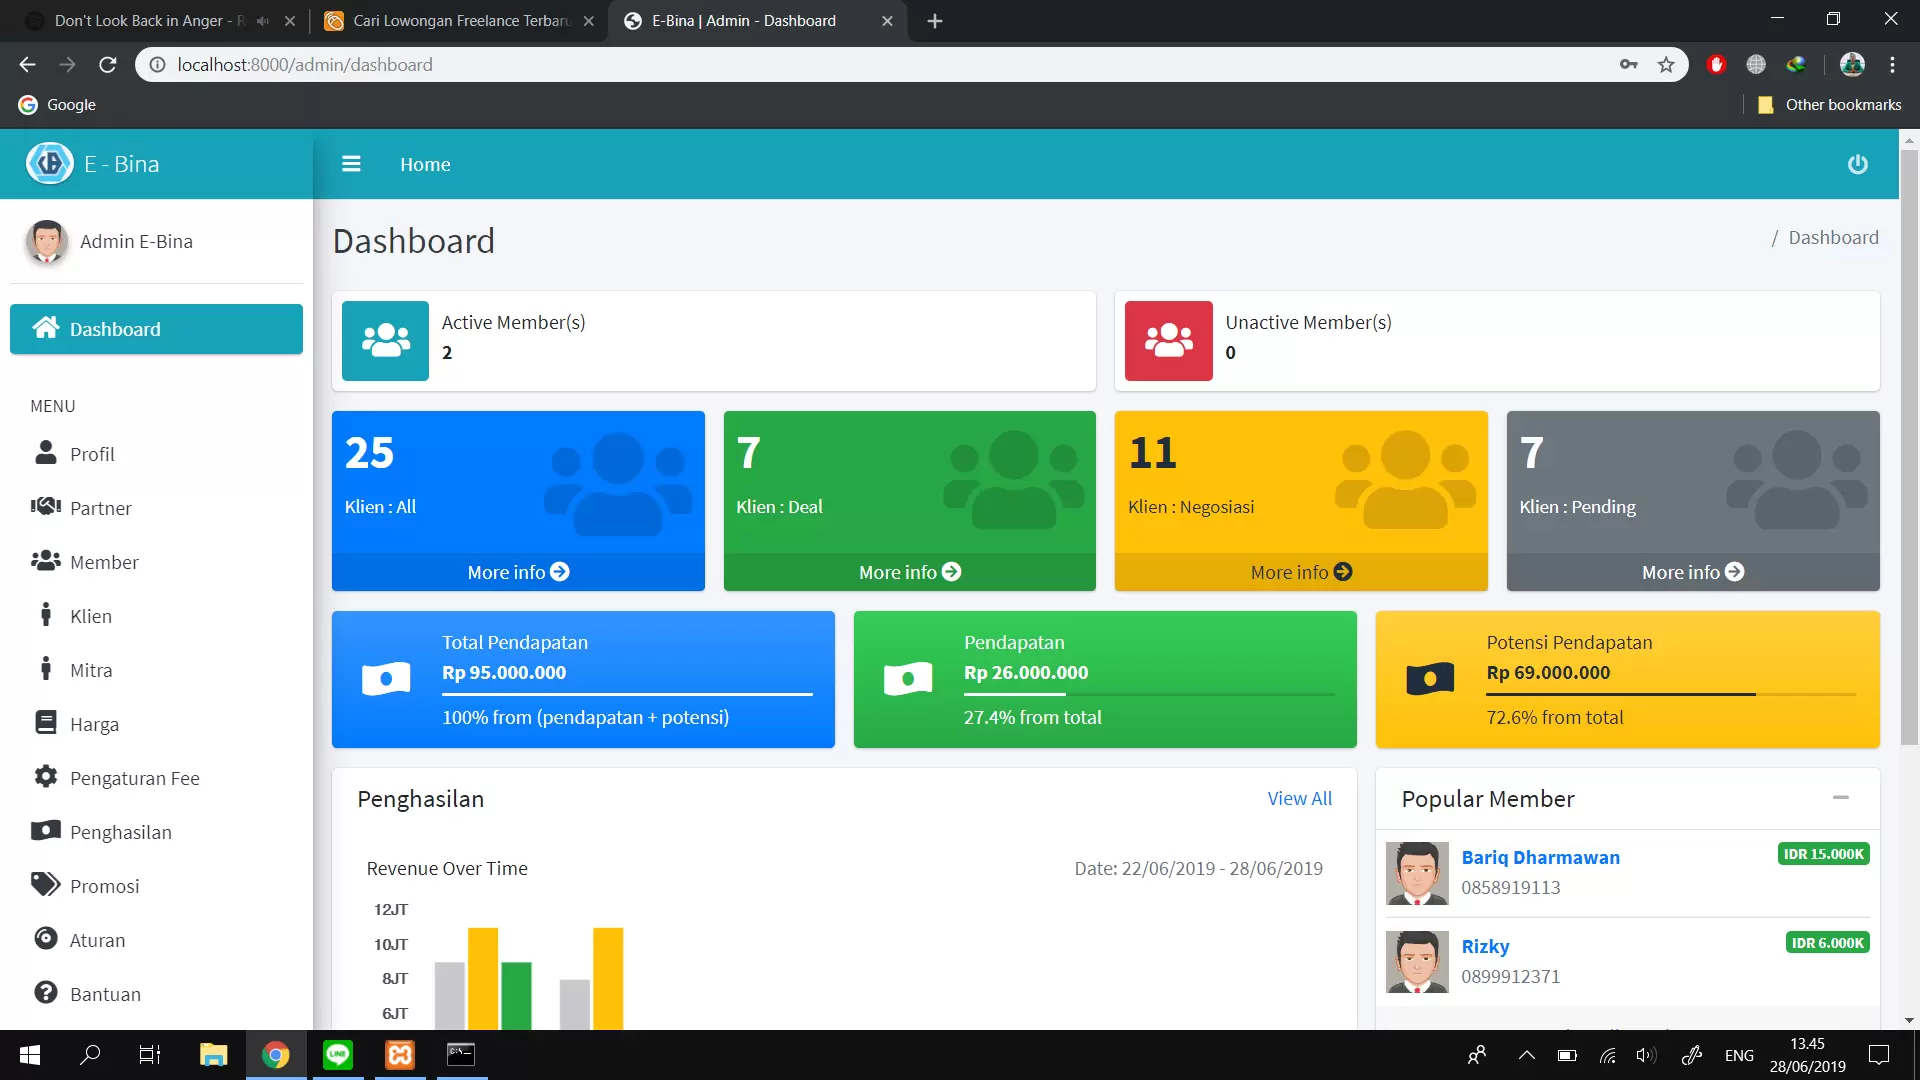 Don't Look Back in Anger - R
Cari Lowongan Freelance Terbaru
E-Bina | Admin - Dashboard
localhost:8000/admin/dashboard
Google
Other bookmarks
E - Bina
Home
Admin E-Bina
Dashboard
/ Dashboard
Dashboard
MENU
Profil
Partner
Member
Klien
Mitra
Harga
Pengaturan Fee
Penghasilan
Promosi
Aturan
Bantuan
Active Member(s)
2
Unactive Member(s)
0
25
Klien : All
More info
7
Klien : Deal
More info
11
Klien : Negosiasi
More info
7
Klien : Pending
More info
Total Pendapatan
Rp 95.000.000
100% from (pendapatan + potensi)
Pendapatan
Rp 26.000.000
27.4% from total
Potensi Pendapatan
Rp 69.000.000
72.6% from total
Penghasilan
View All
Revenue Over Time
Date: 22/06/2019 - 28/06/2019
12JT
10JT
8JT
6JT
Popular Member
Bariq Dharmawan
IDR 15.000K
0858919113
Rizky
IDR 6.000K
0899912371
LINE
C:\_
ENG
13.45
28/06/2019